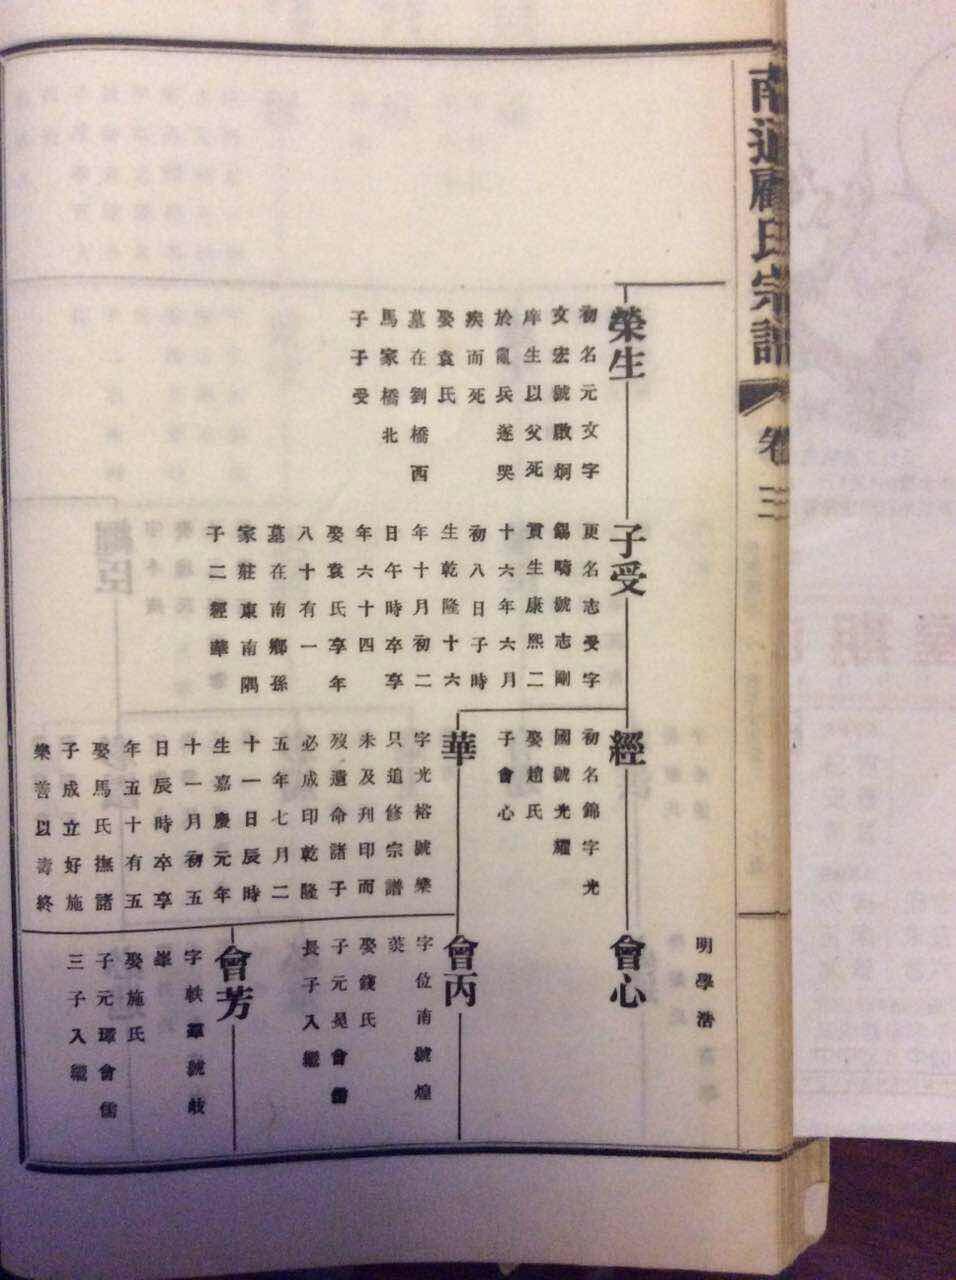 南通顧氏宗譜
卷三
榮生
初名元文字
文宏號啟炯
庠生以父死
於亂兵遂哭
疾而死
娶袁氏
墓在劉橋西
馬家橋北
子子受
子受
更名志受字
錫疇號志剛
貢生康熙二
十六年六月
初八日子時
生乾隆十六
年十月初二
日午時卒享
年六十四
娶袁氏享年
八十有一
墓在南鄉孫
家莊東南隅
子二經華
經
初名錦字光
國號光耀
娶趙氏
子會心
華
字光裕號樂
只追修宗譜
未及刋印而
歿遺命諸子
必成印乾隆
五年七月二
十一日辰時
生嘉慶元年
十一月初五
日辰時卒享
年五十有五
娶馬氏撫諸
子成立好施
樂善以壽終
明學浩
會心
會丙
字位南號煌
英
娶錢氏
子元晃會儒
長子入繼
會芳
字軼羣號岐
峯
娶施氏
子元環會儒
三子入繼